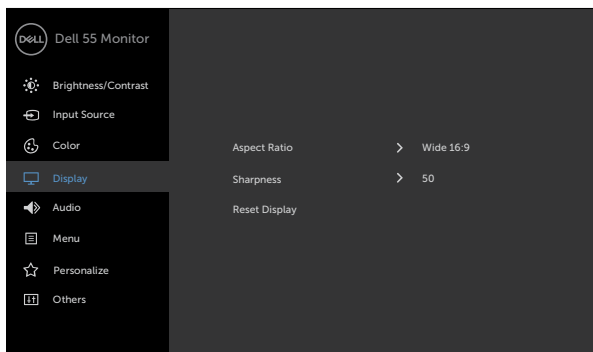 DELL Dell 55 Monitor
Brightness/Contrast
Input Source
Color
Aspect Ratio Wide 16:9
Display
Sharpness 50
Audio
Reset Display
Menu
Personalize
Others